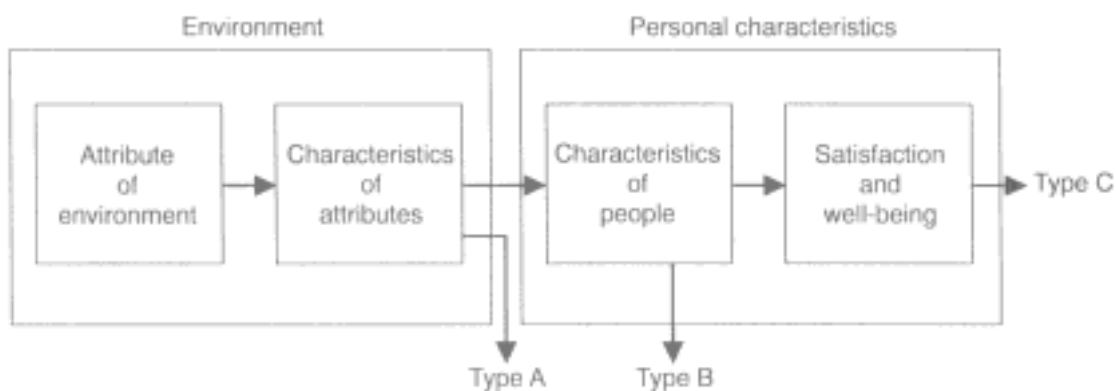 Environment
Personal characteristics
Attribute
of
environment
Characteristics
of
attributes
Characteristics
of
people
Satisfaction
and
well-being
Type C
Type A
Type B